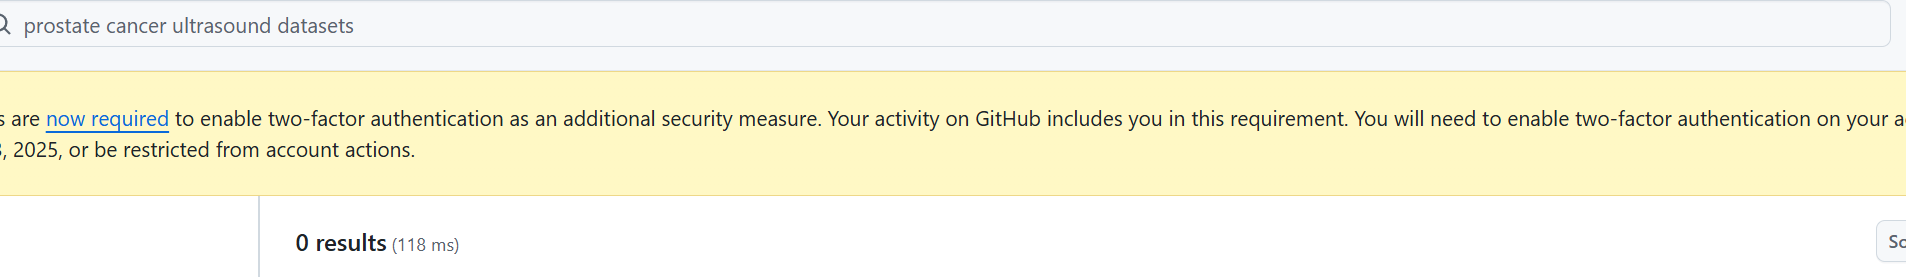 prostate cancer ultrasound datasets
are now required to enable two-factor authentication as an additional security measure. Your activity on GitHub includes you in this requirement. You will need to enable two-factor authentication on your
, 2025, or be restricted from account actions.
0 results (118 ms)